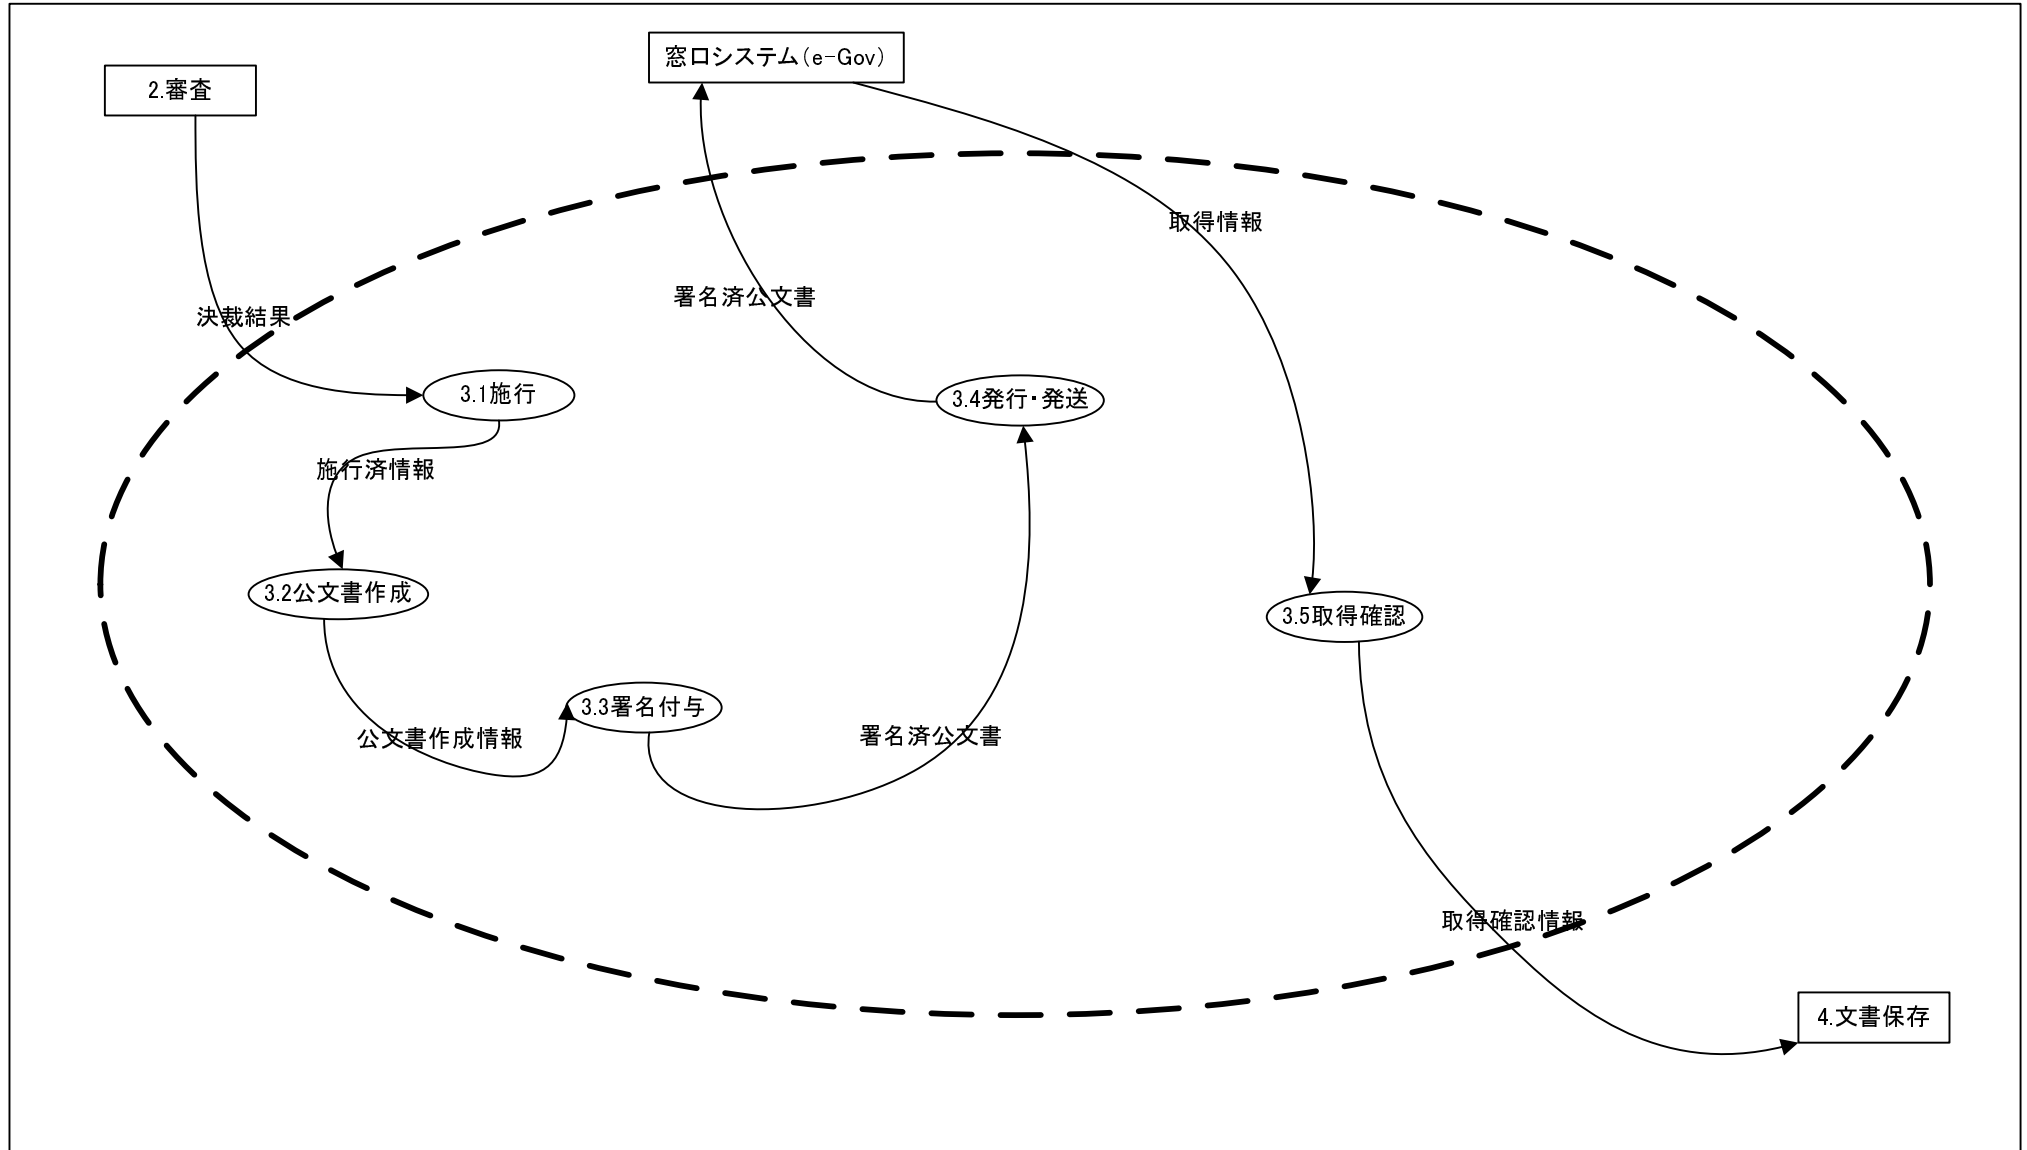 窓口システム(e-Gov)
2.審査
取得情報
署名済公文書
決裁結果
3.1施行
3.4発行・発送
施行済情報
3.2公文書作成
3.5取得確認
3.3署名付与
公文書作成情報
署名済公文書
取得確認情報
4.文書保存